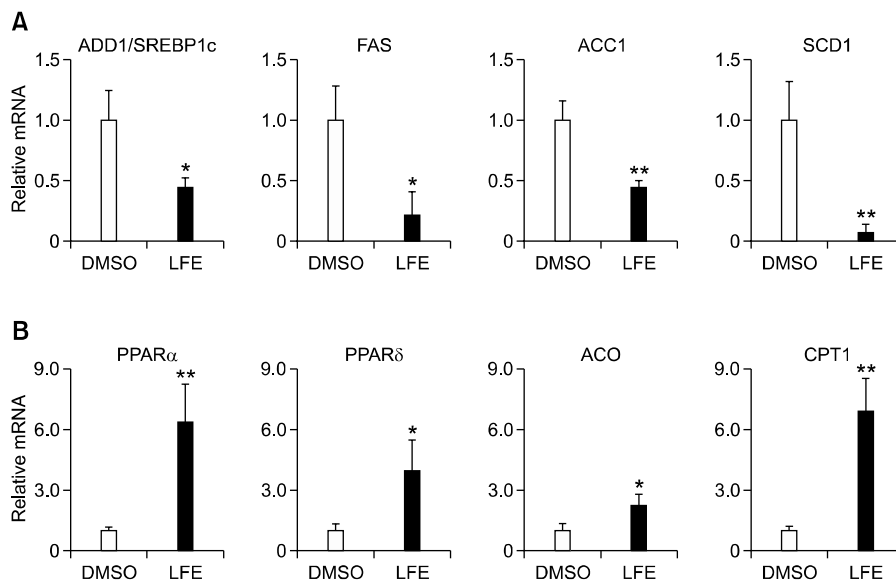 A
ADD1/SREBP1c FAS ACC1 SCD1
Relative mRNA
1.5 1.5 1.5 1.5
1.0 1.0 1.0 1.0
0.5 0.5 0.5 0.5
0 0 0 0
* * ** **
DMSO LFE DMSO LFE DMSO LFE DMSO LFE
B
PPARα PPARδ ACO CPT1
Relative mRNA
9.0 9.0 9.0 9.0
6.0 6.0 6.0 6.0
3.0 3.0 3.0 3.0
0 0 0 0
** * * **
DMSO LFE DMSO LFE DMSO LFE DMSO LFE